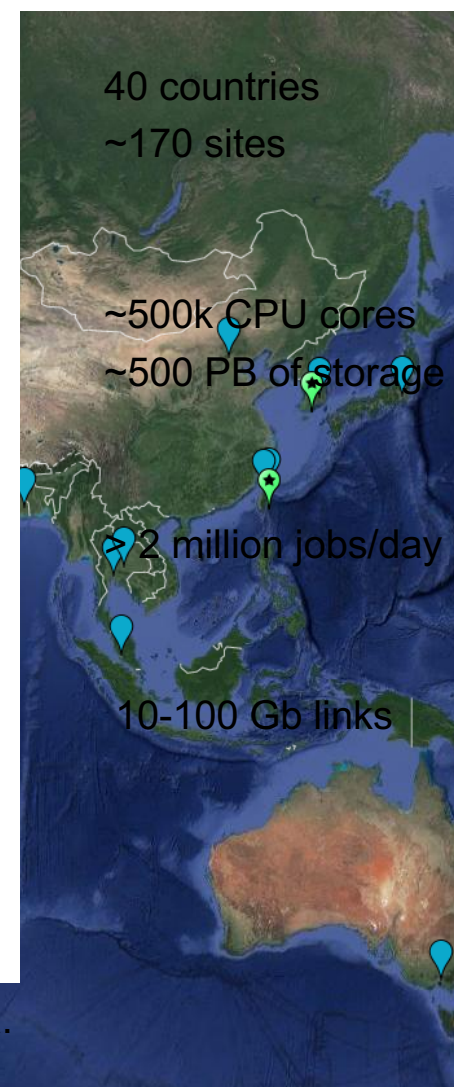 40 countries
~170 sites
~500k CPU cores
~500 PB of storage
> 2 million jobs/day
10-100 Gb links
.